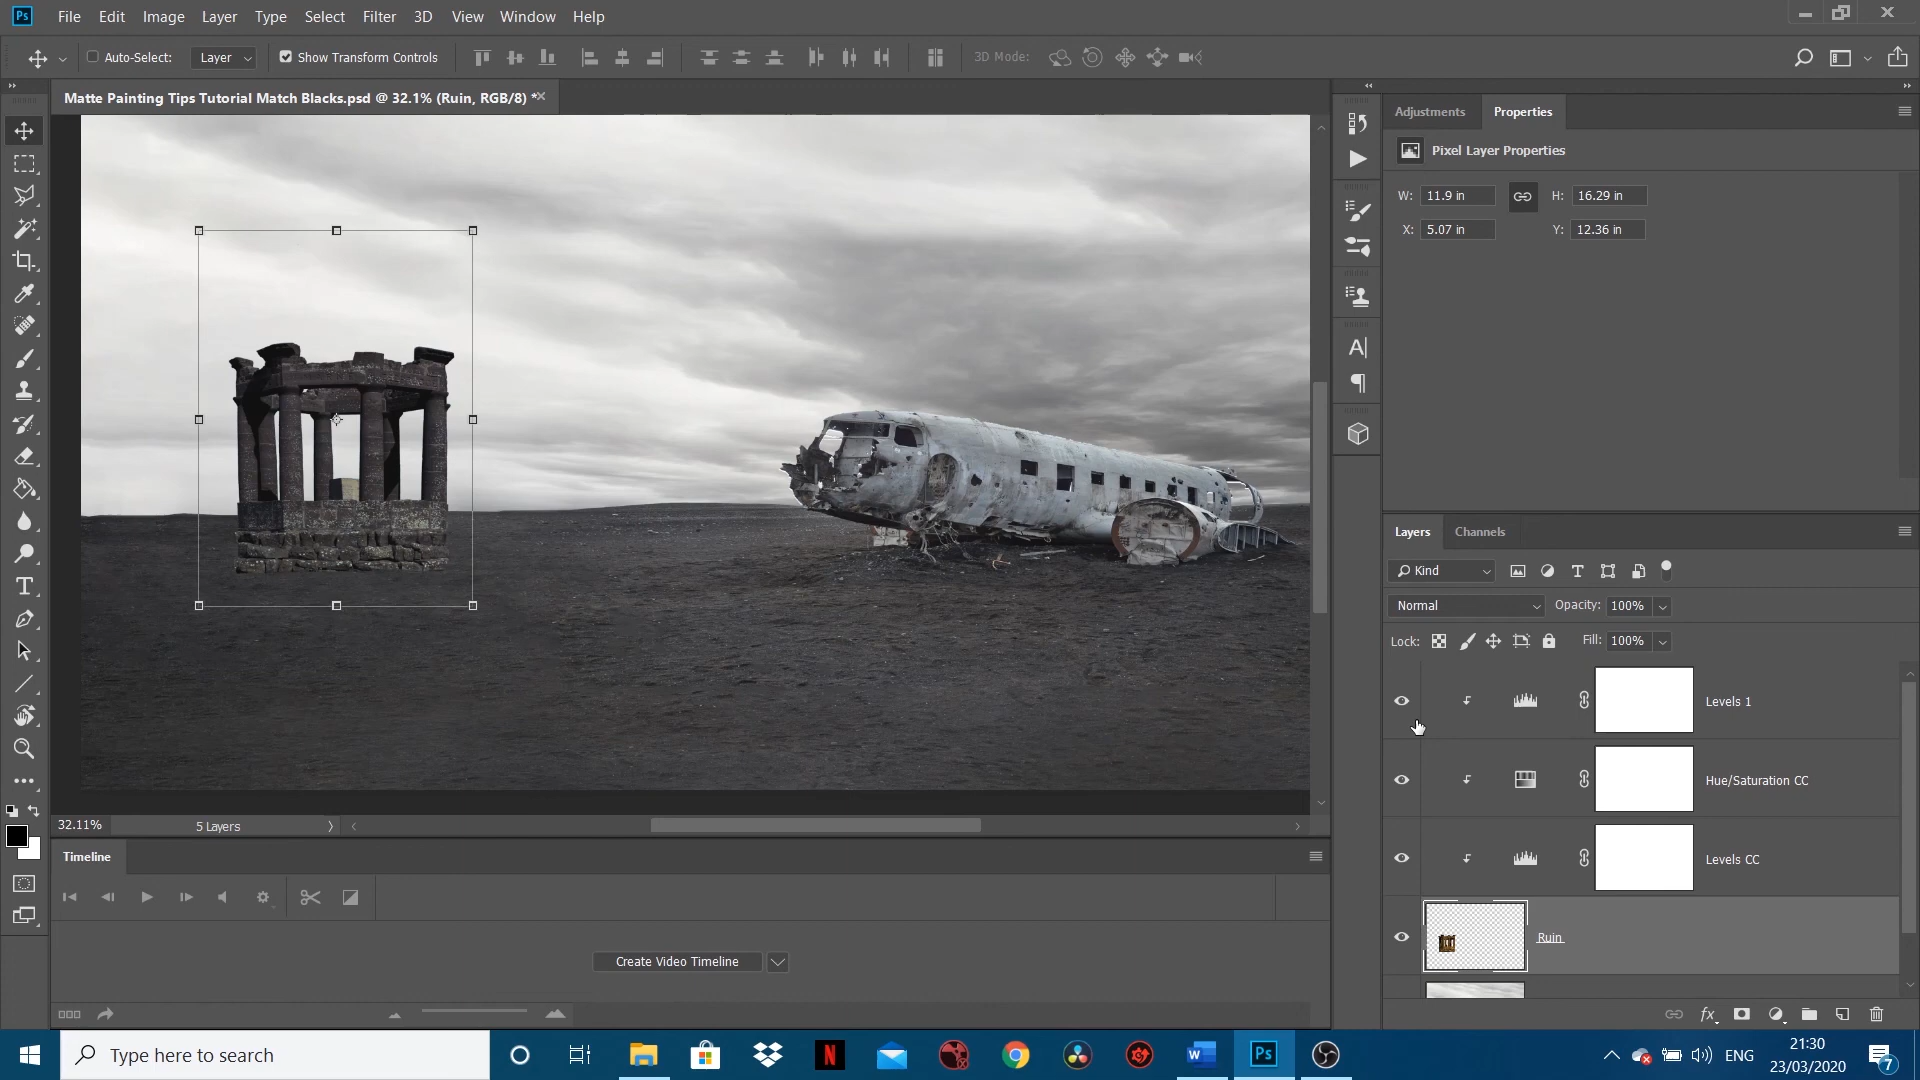 Ps File Edit Image Layer Type Select Filter 3D View Window Help
Auto-Select: Layer Show Transform Controls 3D Mode:
Matte Painting Tips Tutorial Match Blacks.psd @ 32.1% (Ruin, RGB/8) *
Adjustments Properties
Pixel Layer Properties
W: 11.9 in H: 16.29 in
X: 5.07 in Y: 12.36 in
Layers Channels
Kind
Normal Opacity: 100%
Lock: Fill: 100%
Levels 1
Hue/Saturation CC
Levels CC
Ruin
32.11% 5 Layers
Timeline
Create Video Timeline
Type here to search
ENG
21:30
23/03/2020
7